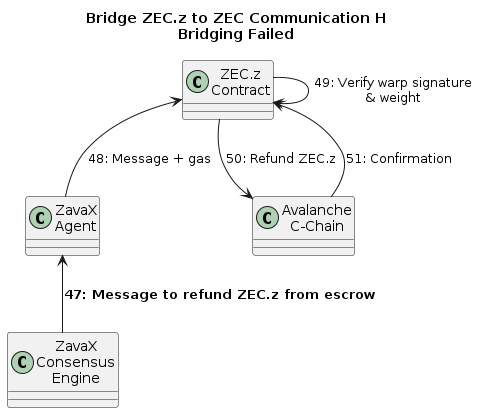 Bridge ZEC.z to ZEC Communication H
Bridging Failed
C
ZEC.z
Contract
49: Verify warp signature
& weight
48: Message + gas
50: Refund ZEC.z
51: Confirmation
C
ZavaX
Agent
C
Avalanche
C-Chain
47: Message to refund ZEC.z from escrow
C
ZavaX
Consensus
Engine